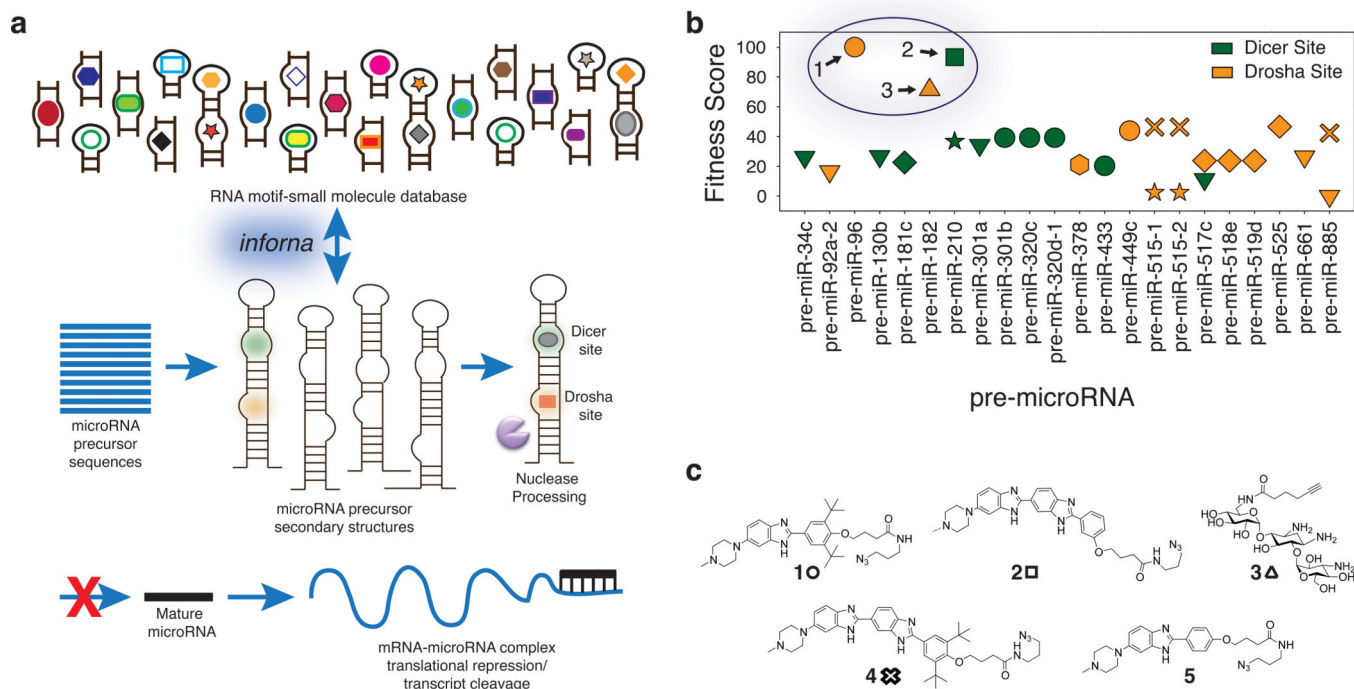 a
RNA motif-small molecule database
inforna
Dicer
site
Drosha
site
microRNA
precursor
sequences
microRNA precursor
secondary structures
Nuclease
Processing
X
Mature
microRNA
mRNA-microRNA complex
translational repression/
transcript cleavage
b
Fitness Score
100
80
60
40
20
0
1
2
3
Dicer Site
Drosha Site
pre-miR-34c
pre-miR-92a-2
pre-miR-96
pre-miR-130b
pre-miR-181c
pre-miR-182
pre-miR-210
pre-miR-301a
pre-miR-301b
pre-miR-320c
pre-miR-320d-1
pre-miR-378
pre-miR-433
pre-miR-449c
pre-miR-515-1
pre-miR-515-2
pre-miR-517c
pre-miR-518e
pre-miR-519d
pre-miR-525
pre-miR-661
pre-miR-885
pre-microRNA
c
1
2
3
4
5